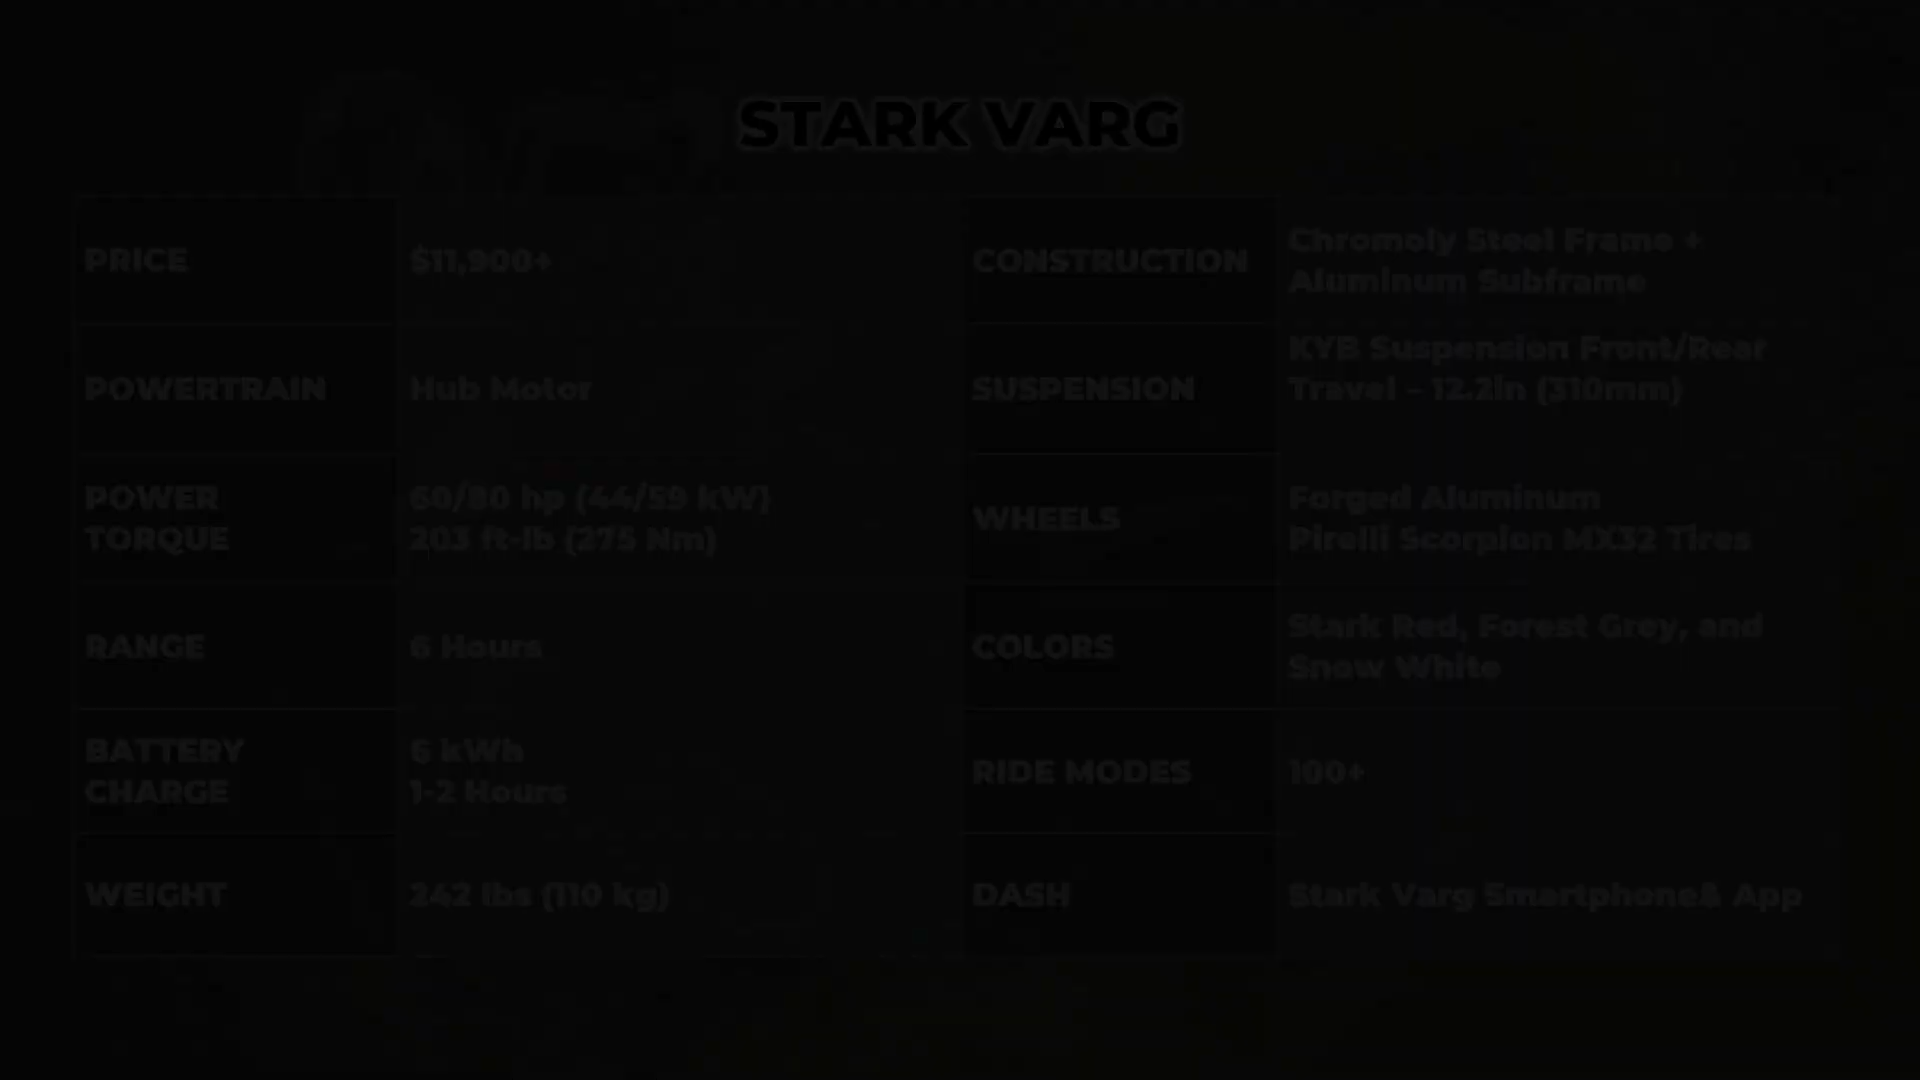 STARK VARG
PRICE
$11,900+
POWERTRAIN
Hub Motor
POWER
TORQUE
60/80 hp (44/59 kW)
203 ft-lb (275 Nm)
RANGE
6 Hours
BATTERY
CHARGE
6 kWh
1-2 Hours
WEIGHT
242 lbs (110 kg)
CONSTRUCTION
Chromoly Steel Frame +
Aluminum Subframe
SUSPENSION
KYB Suspension Front/Rear
Travel - 12.2in (310mm)
WHEELS
Forged Aluminum
Pirelli Scorpion MX32 Tires
COLORS
Stark Red, Forest Grey, and
Snow White
RIDE MODES
100+
DASH
Stark Varg Smartphone& App